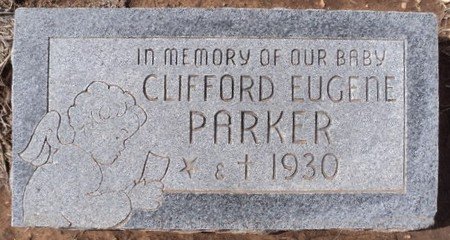 IN MEMORY OF OUR BABY
CLIFFORD EUGENE
PARKER
* & † 1930